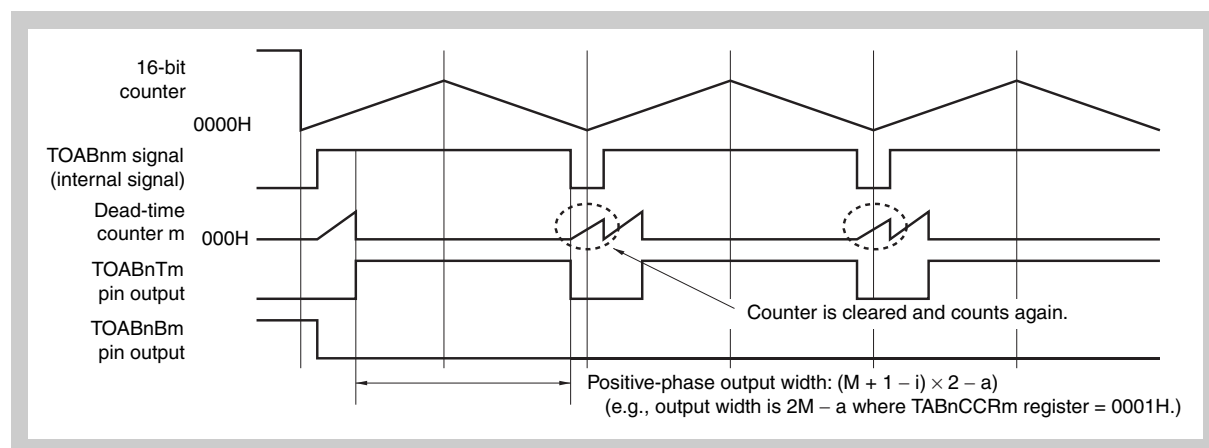 16-bit
counter
0000H
TOABnm signal
(internal signal)
Dead-time
counter m
000H
TOABnTm
pin output
Counter is cleared and counts again.
TOABnBm
pin output
Positive-phase output width: (M + 1 – i) × 2 – a)
(e.g., output width is 2M – a where TABnCCRm register = 0001H.)